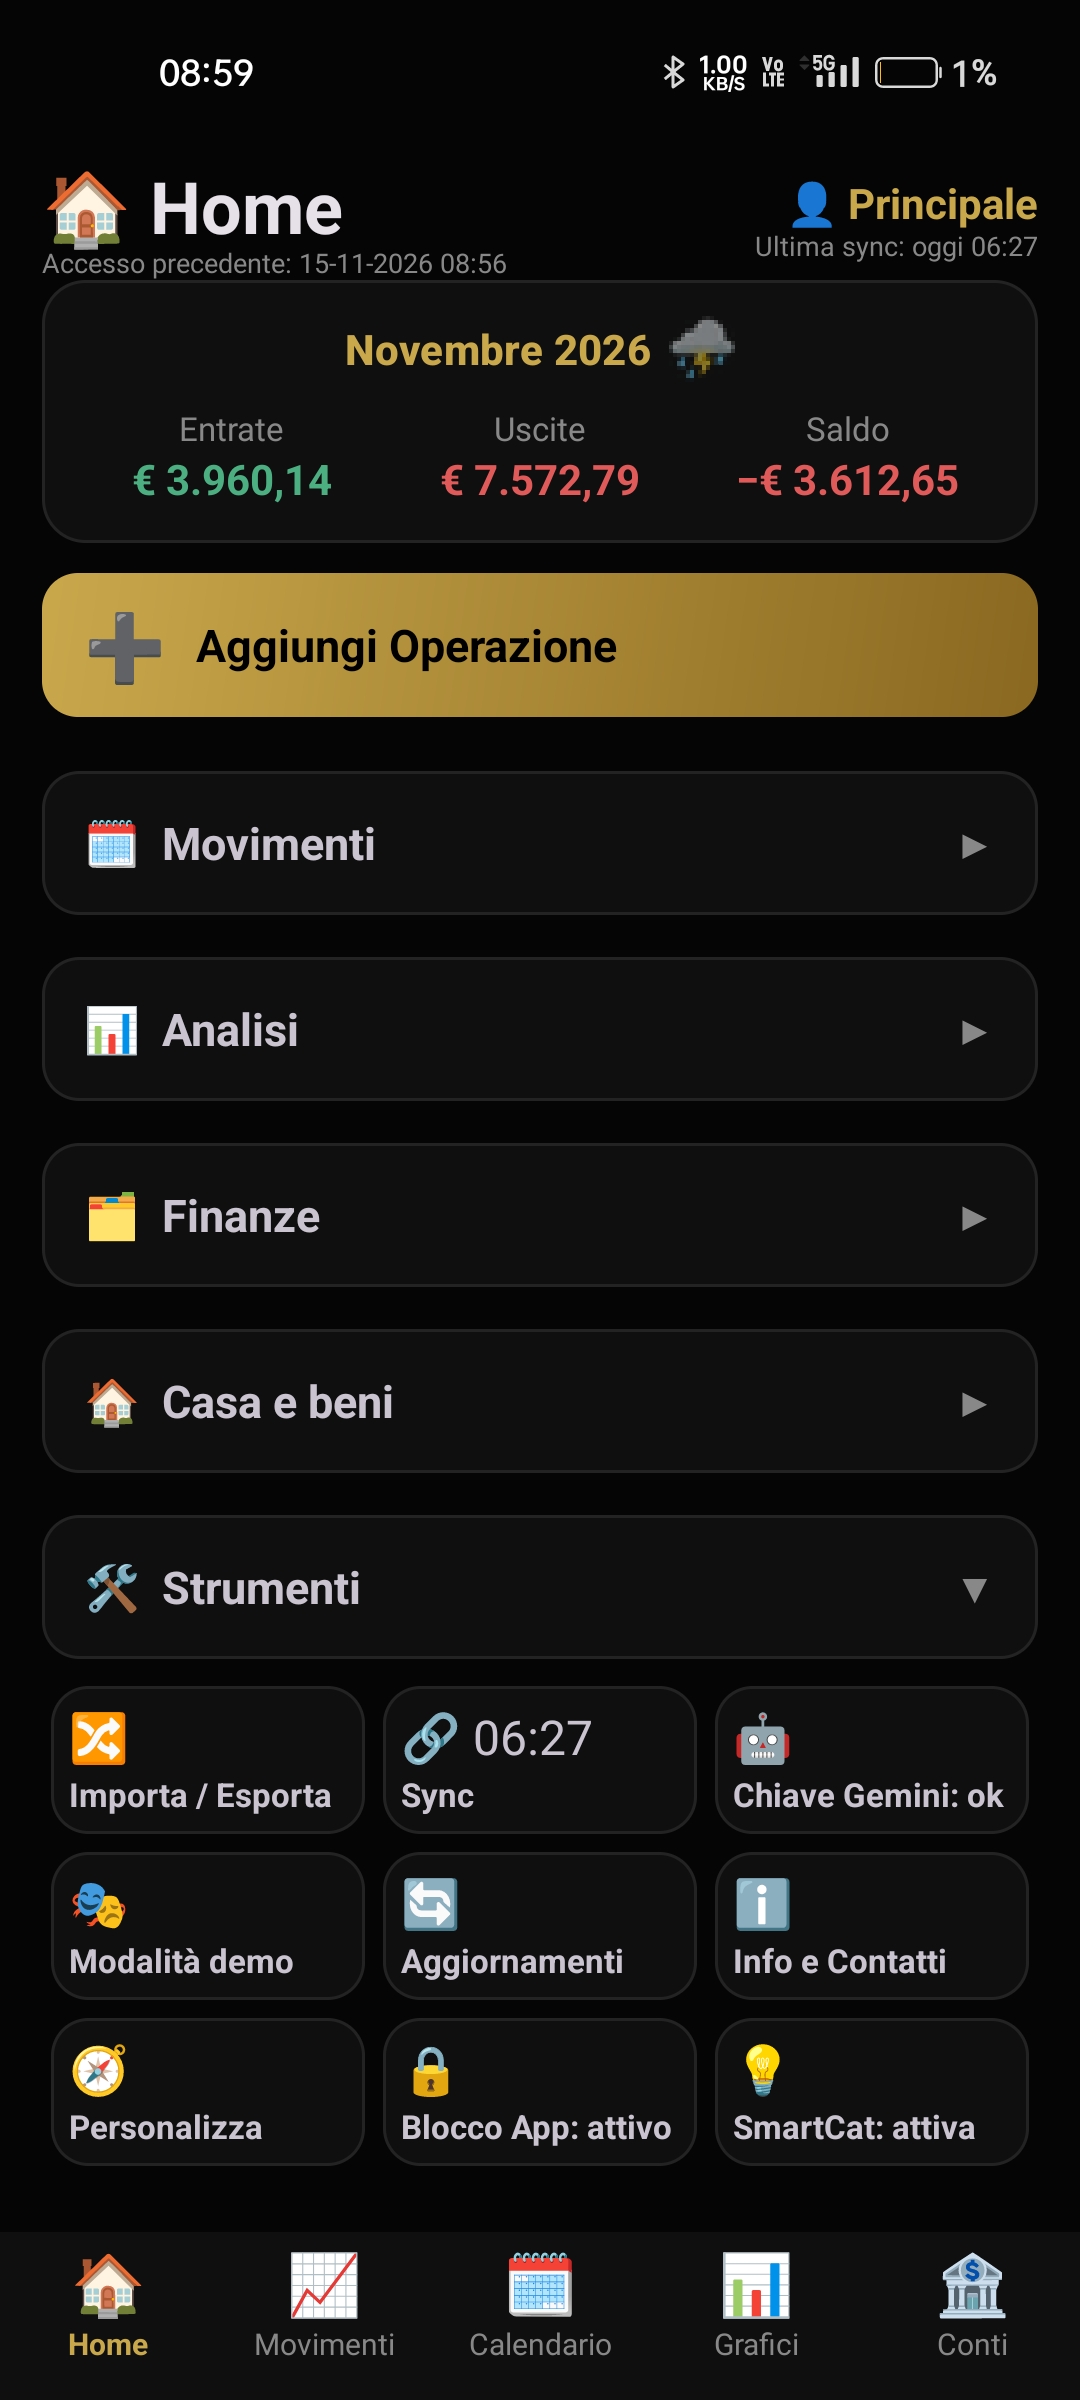 08:59
1.00 KB/S Vo LTE 5G 1%
Home
Principale
Accesso precedente: 15-11-2026 08:56
Ultima sync: oggi 06:27
Novembre 2026
Entrate Uscite Saldo
€ 3.960,14 € 7.572,79 −€ 3.612,65
Aggiungi Operazione
Movimenti
Analisi
Finanze
Casa e beni
Strumenti
06:27
Importa / Esporta Sync Chiave Gemini: ok
Modalità demo Aggiornamenti Info e Contatti
Personalizza Blocco App: attivo SmartCat: attiva
Home Movimenti Calendario Grafici Conti